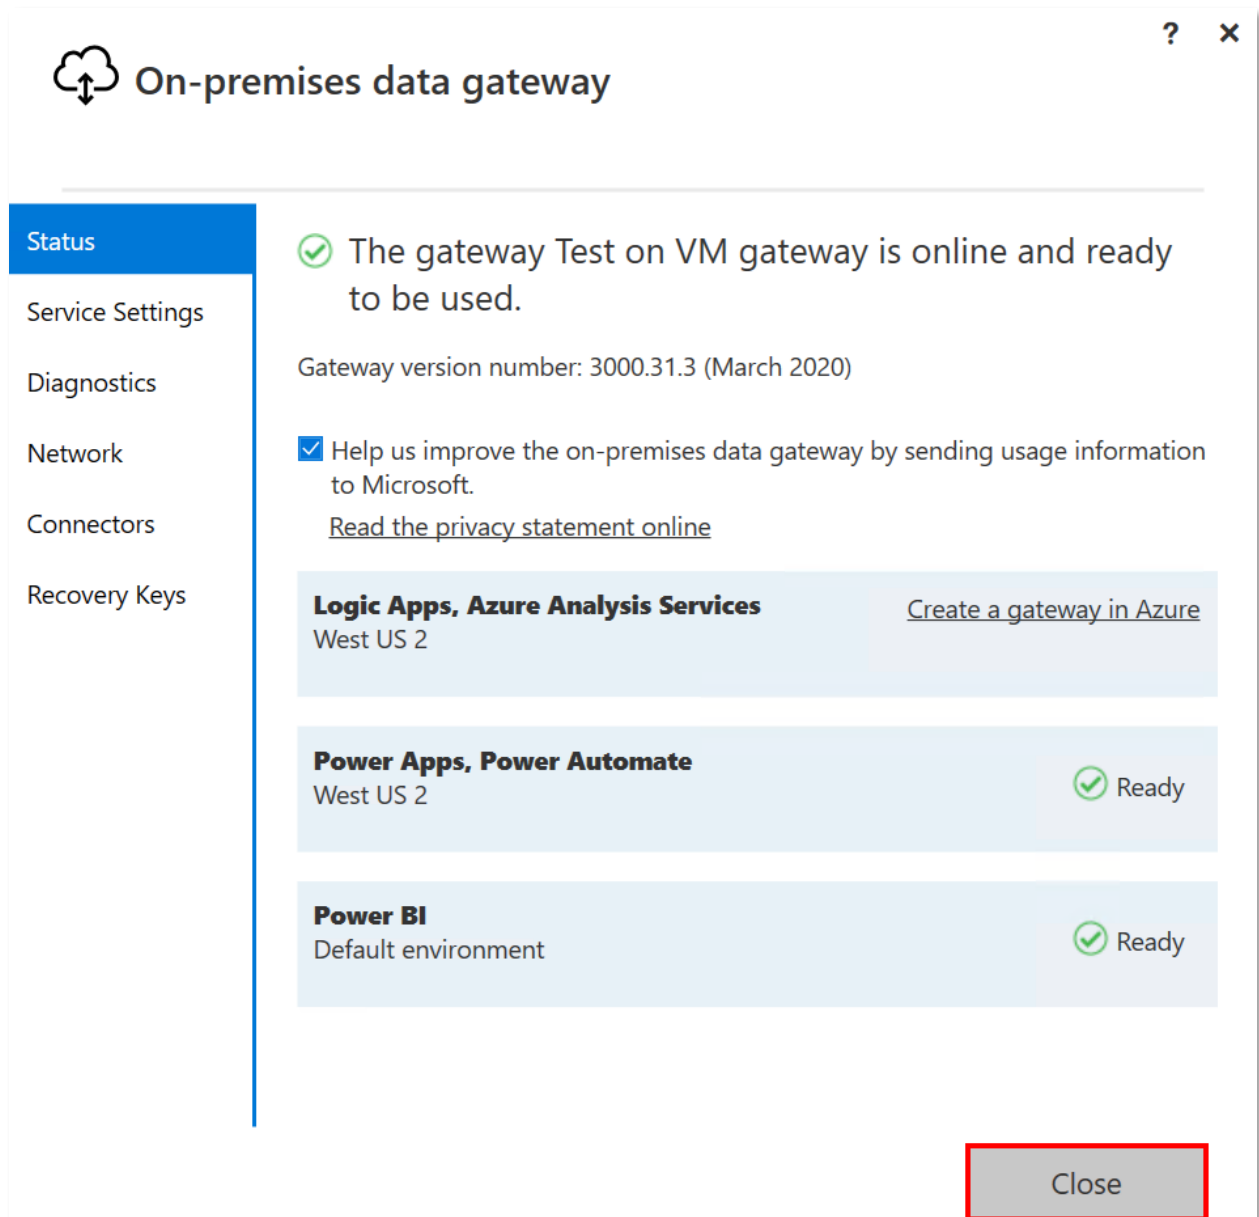 ? ×
On-premises data gateway
Status
Service Settings
Diagnostics
Network
Connectors
Recovery Keys
The gateway Test on VM gateway is online and ready
to be used.
Gateway version number: 3000.31.3 (March 2020)
Help us improve the on-premises data gateway by sending usage information
to Microsoft.
Read the privacy statement online
Logic Apps, Azure Analysis Services
West US 2
Create a gateway in Azure
Power Apps, Power Automate
West US 2
Ready
Power BI
Default environment
Ready
Close